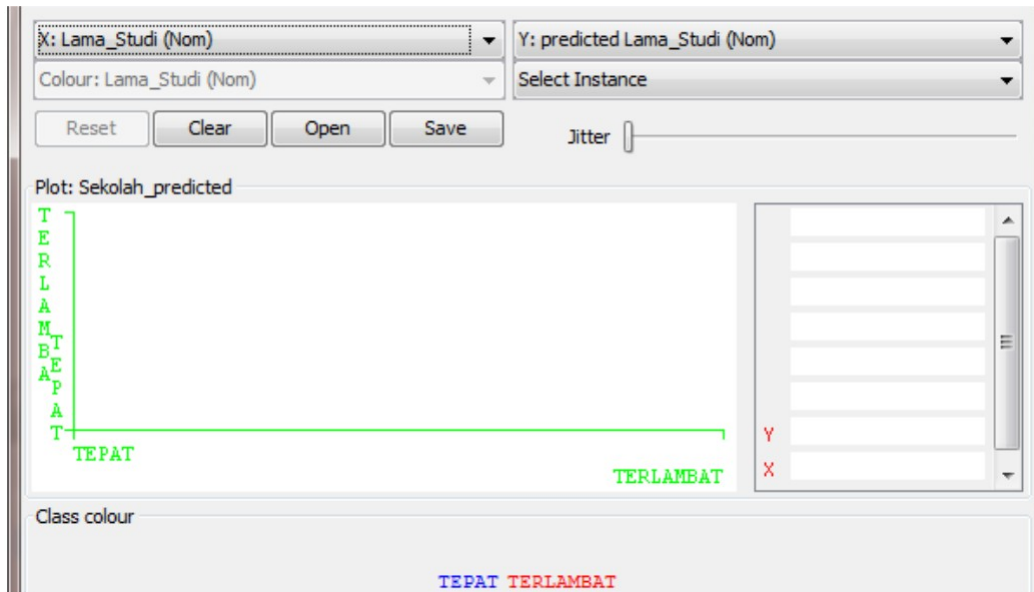 X: Lama_Studi (Nom)
Y: predicted Lama_Studi (Nom)
Colour: Lama_Studi (Nom)
Select Instance
Reset
Clear
Open
Save
Jitter
Plot: Sekolah_predicted
TERLAMBA
TEPAT
TEPAT
TERLAMBAT
Y
X
Class colour
TEPAT TERLAMBAT